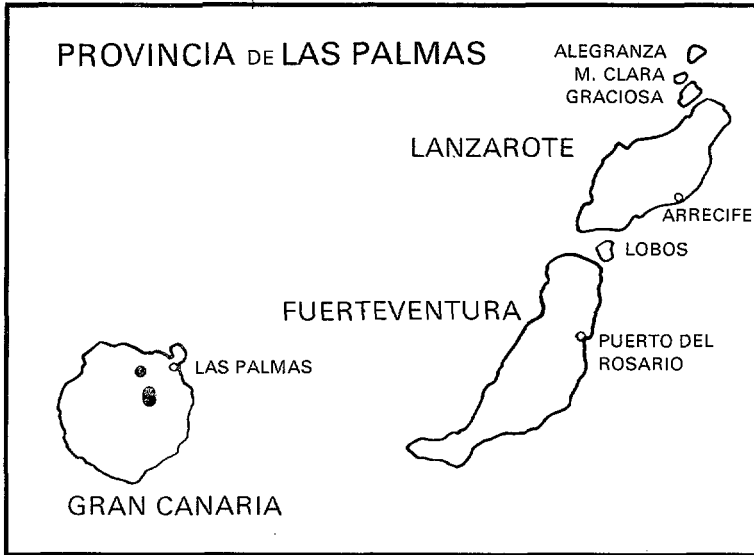 PROVINCIA DE LAS PALMAS
ALEGRANZA
M. CLARA
GRACIOSA
LANZAROTE
ARRECIFE
LOBOS
FUERTEVENTURA
PUERTO DEL
ROSARIO
LAS PALMAS
GRAN CANARIA